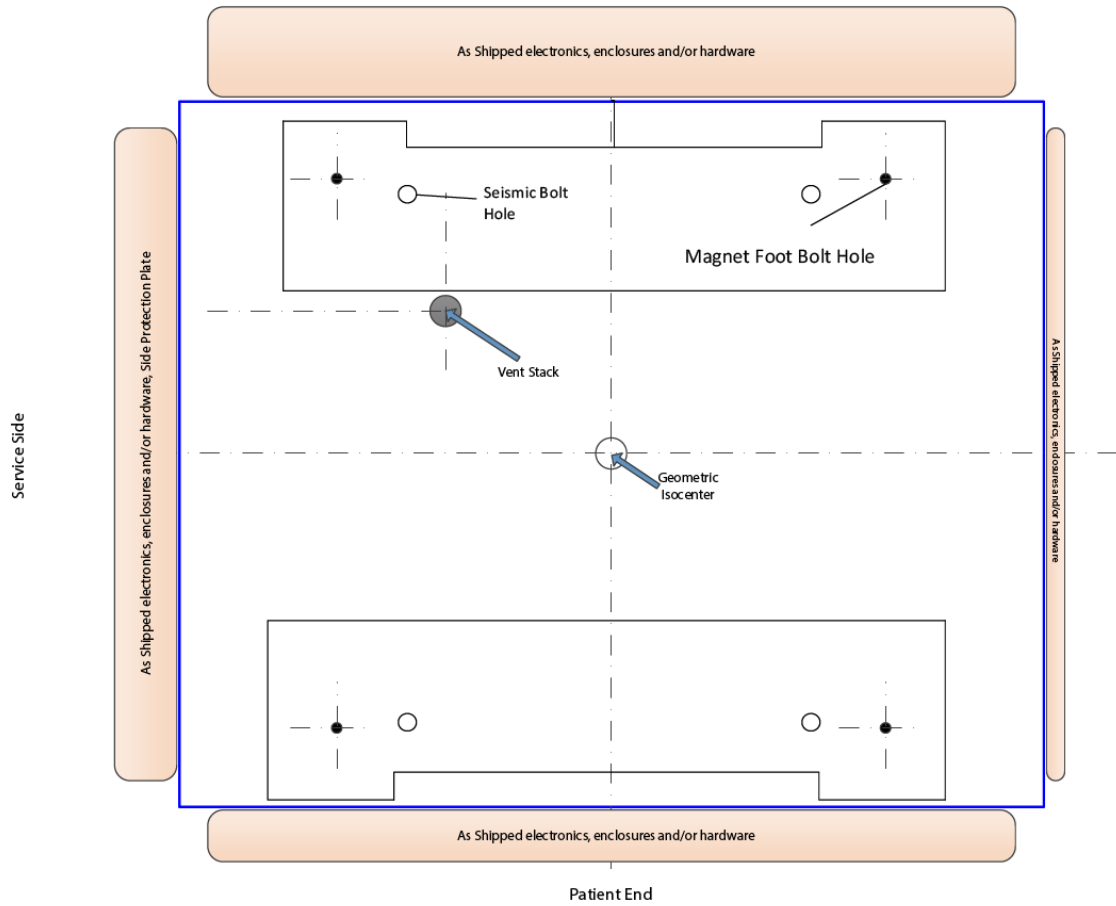 As Shipped electronics, enclosures and/or hardware
Seismic Bolt
Hole
Magnet Foot Bolt Hole
Vent Stack
Geometric
Isocenter
Service Side
As Shipped electronics, enclosures and/or hardware, Side Protection Plate
As Shipped electronics, enclosures and/or hardware
As Shipped electronics, enclosures and/or hardware
Patient End